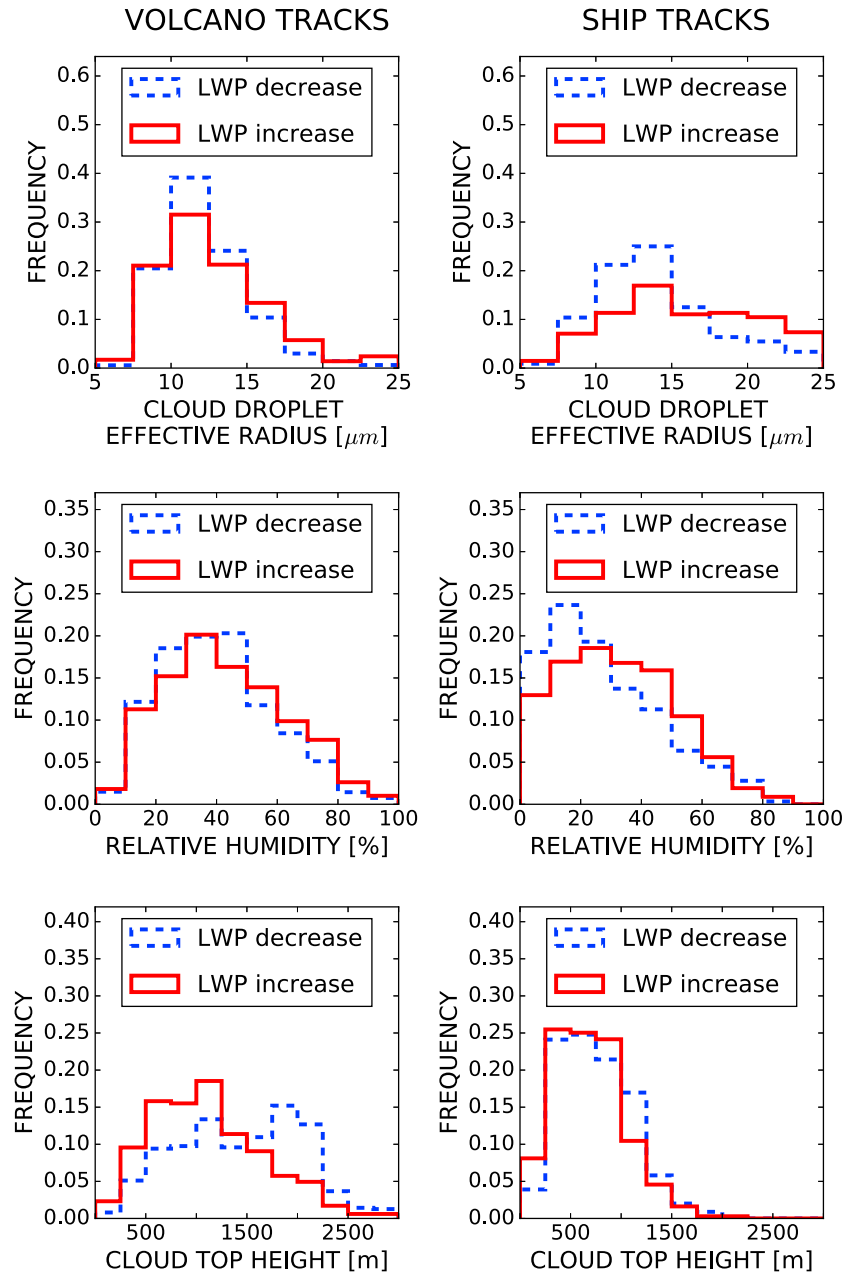 VOLCANO TRACKS
SHIP TRACKS
0.6
0.5
0.4
0.3
0.2
0.1
0.0
FREQUENCY
LWP decrease
LWP increase
5 10 15 20 25
CLOUD DROPLET
EFFECTIVE RADIUS [μm]
0.6
0.5
0.4
0.3
0.2
0.1
0.0
FREQUENCY
LWP decrease
LWP increase
5 10 15 20 25
CLOUD DROPLET
EFFECTIVE RADIUS [μm]
0.35
0.30
0.25
0.20
0.15
0.10
0.05
0.00
FREQUENCY
LWP decrease
LWP increase
0 20 40 60 80 100
RELATIVE HUMIDITY [%]
0.35
0.30
0.25
0.20
0.15
0.10
0.05
0.00
FREQUENCY
LWP decrease
LWP increase
0 20 40 60 80 100
RELATIVE HUMIDITY [%]
0.40
0.35
0.30
0.25
0.20
0.15
0.10
0.05
0.00
FREQUENCY
LWP decrease
LWP increase
500 1500 2500
CLOUD TOP HEIGHT [m]
0.40
0.35
0.30
0.25
0.20
0.15
0.10
0.05
0.00
FREQUENCY
LWP decrease
LWP increase
500 1500 2500
CLOUD TOP HEIGHT [m]